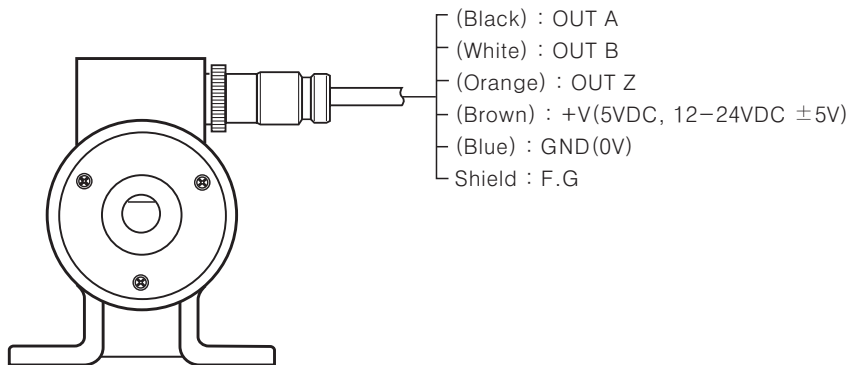 (Black) : OUT A
(White) : OUT B
(Orange) : OUT Z
(Brown) : +V(5VDC, 12-24VDC ±5V)
(Blue) : GND(0V)
Shield : F.G